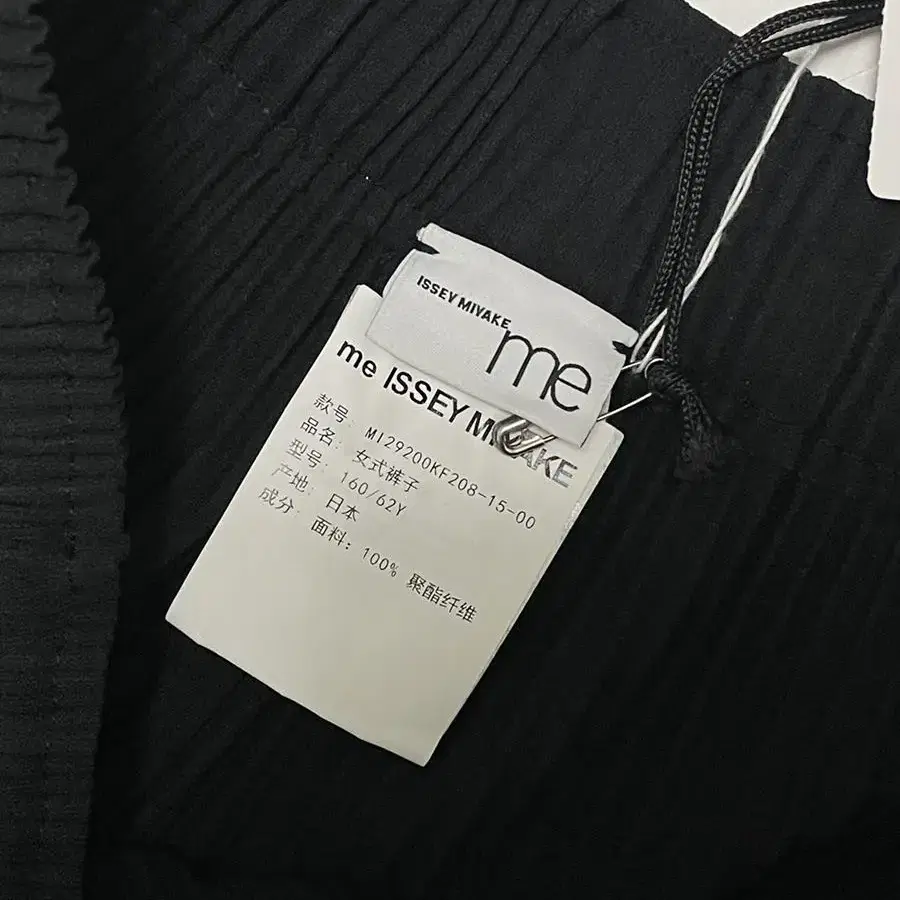 ISSEY MIYAKE
me
me ISSEY MIYAKE
款号: MI29200KF208-15-00
品名: 女式裤子
型号: 160/62Y
产地: 日本
成分: 面料: 100% 聚酯纤维